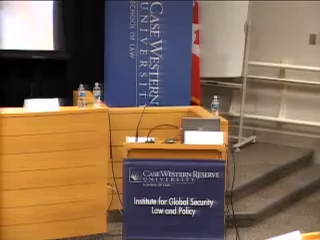 CASE WESTERN
UNIVERSITY
SCHOOL OF LAW
CASE WESTERN RESERVE
UNIVERSITY
SCHOOL OF LAW
Institute for Global Security
Law and Policy